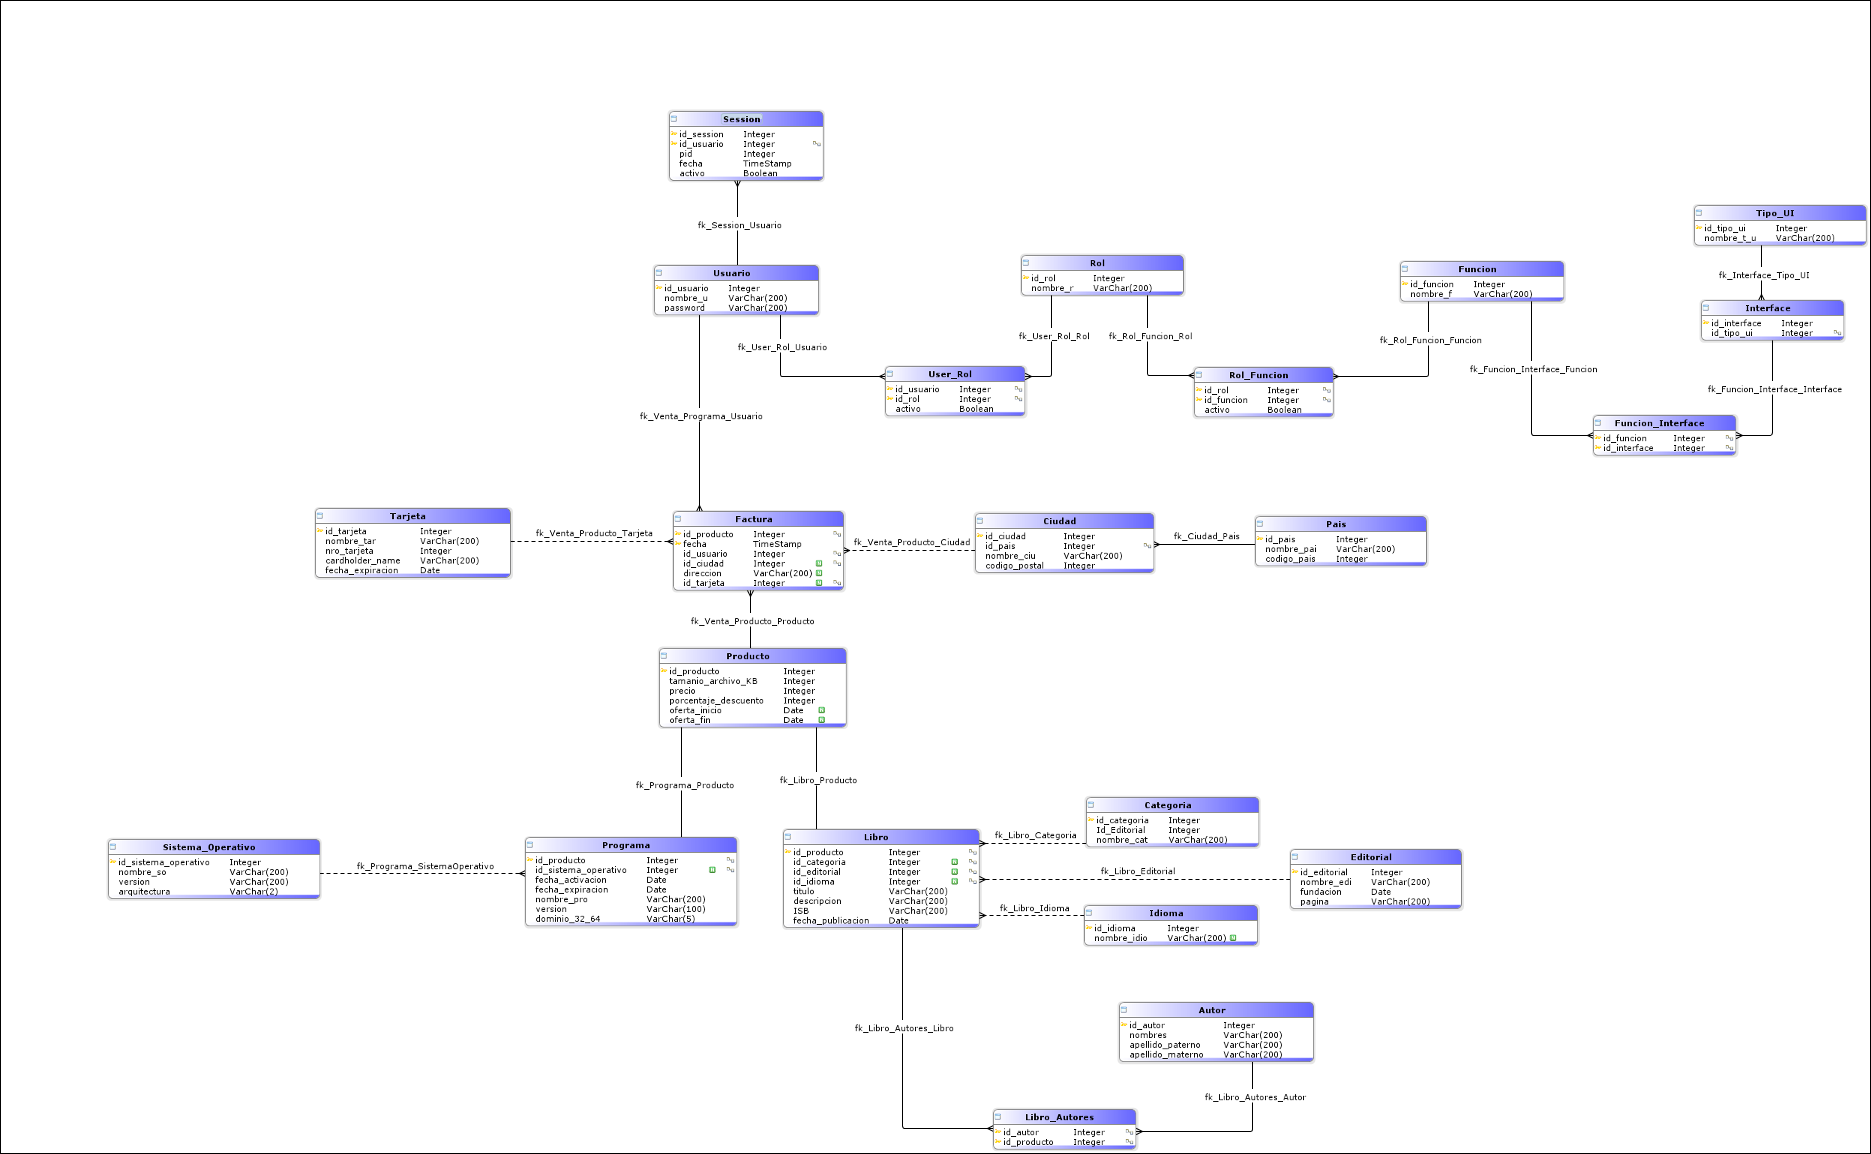 Session
id_session Integer
id_usuario Integer
pid Integer
fecha TimeStamp
activo Boolean
fk_Session_Usuario
Usuario
id_usuario Integer
nombre_u VarChar(200)
password VarChar(200)
fk_User_Rol_Usuario
fk_Venta_Programa_Usuario
Rol
id_rol Integer
nombre_r VarChar(200)
fk_User_Rol_Rol
fk_Rol_Funcion_Rol
User_Rol
id_usuario Integer
id_rol Integer
activo Boolean
Rol_Funcion
id_rol Integer
id_funcion Integer
activo Boolean
Funcion
id_funcion Integer
nombre_f VarChar(200)
fk_Rol_Funcion_Funcion
fk_Funcion_Interface_Funcion
Tipo_UI
id_tipo_ui Integer
nombre_t_u VarChar(200)
fk_Interface_Tipo_UI
Interface
id_interface Integer
id_tipo_ui Integer
fk_Funcion_Interface_Interface
Funcion_Interface
id_funcion Integer
id_interface Integer
Tarjeta
id_tarjeta Integer
nombre_tar VarChar(200)
nro_tarjeta Integer
cardholder_name VarChar(200)
fecha_expiracion Date
fk_Venta_Producto_Tarjeta
Factura
id_producto Integer
fecha TimeStamp
id_usuario Integer
id_ciudad Integer
direccion VarChar(200)
id_tarjeta Integer
fk_Venta_Producto_Ciudad
Ciudad
id_ciudad Integer
id_pais Integer
nombre_ciu VarChar(200)
codigo_postal Integer
fk_Ciudad_Pais
Pais
id_pais Integer
nombre_pai VarChar(200)
codigo_pais Integer
fk_Venta_Producto_Producto
Producto
id_producto Integer
tamanio_archivo_KB Integer
precio Integer
porcentaje_descuento Integer
oferta_inicio Date
oferta_fin Date
fk_Programa_Producto
fk_Libro_Producto
Sistema_Operativo
id_sistema_operativo Integer
nombre_so VarChar(200)
version VarChar(200)
arquitectura VarChar(2)
fk_Programa_SistemaOperativo
Programa
id_producto Integer
id_sistema_operativo Integer
fecha_activacion Date
fecha_expiracion Date
nombre_pro VarChar(200)
version VarChar(100)
dominio_32_64 VarChar(5)
Libro
id_producto Integer
id_categoria Integer
id_editorial Integer
id_idioma Integer
titulo VarChar(200)
descripcion VarChar(200)
ISB VarChar(200)
fecha_publicacion Date
fk_Libro_Categoria
Categoria
id_categoria Integer
Id_Editorial Integer
nombre_cat VarChar(200)
fk_Libro_Editorial
Editorial
id_editorial Integer
nombre_edi VarChar(200)
fundacion Date
pagina VarChar(200)
fk_Libro_Idioma
Idioma
id_idioma Integer
nombre_idio VarChar(200)
fk_Libro_Autores_Libro
Autor
id_autor Integer
nombres VarChar(200)
apellido_paterno VarChar(200)
apellido_materno VarChar(200)
fk_Libro_Autores_Autor
Libro_Autores
id_autor Integer
id_producto Integer